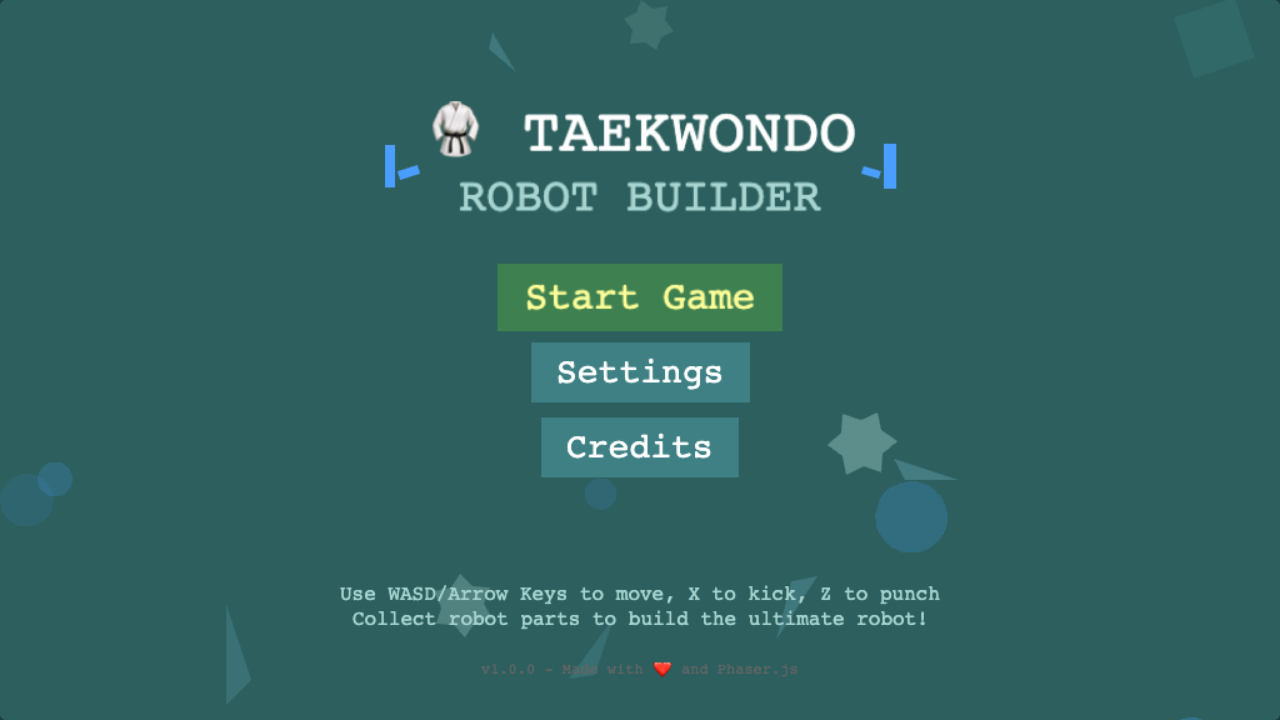 TAEKWONDO
ROBOT BUILDER
Start Game
Settings
Credits
Use WASD/Arrow Keys to move, X to kick, Z to punch
Collect robot parts to build the ultimate robot!
v1.0.0 - Made with ❤️ and Phaser.js